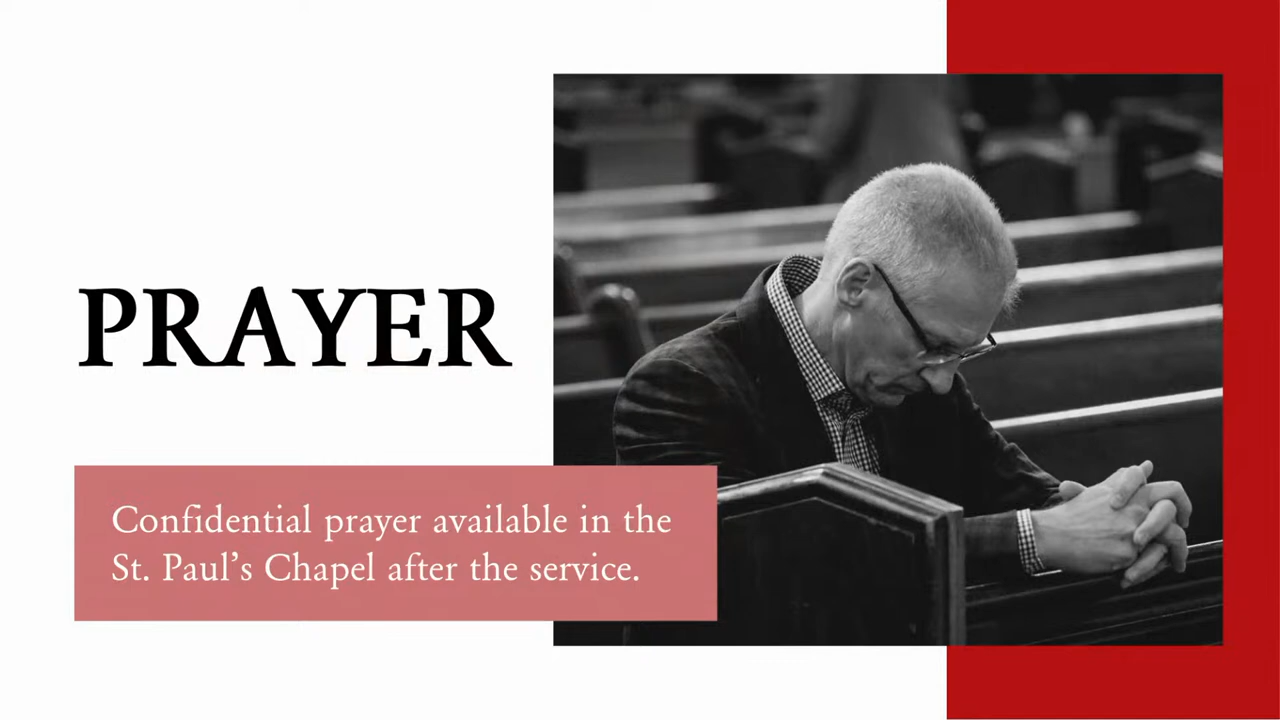 PRAYER
Confidential prayer available in the
St. Paul’s Chapel after the service.